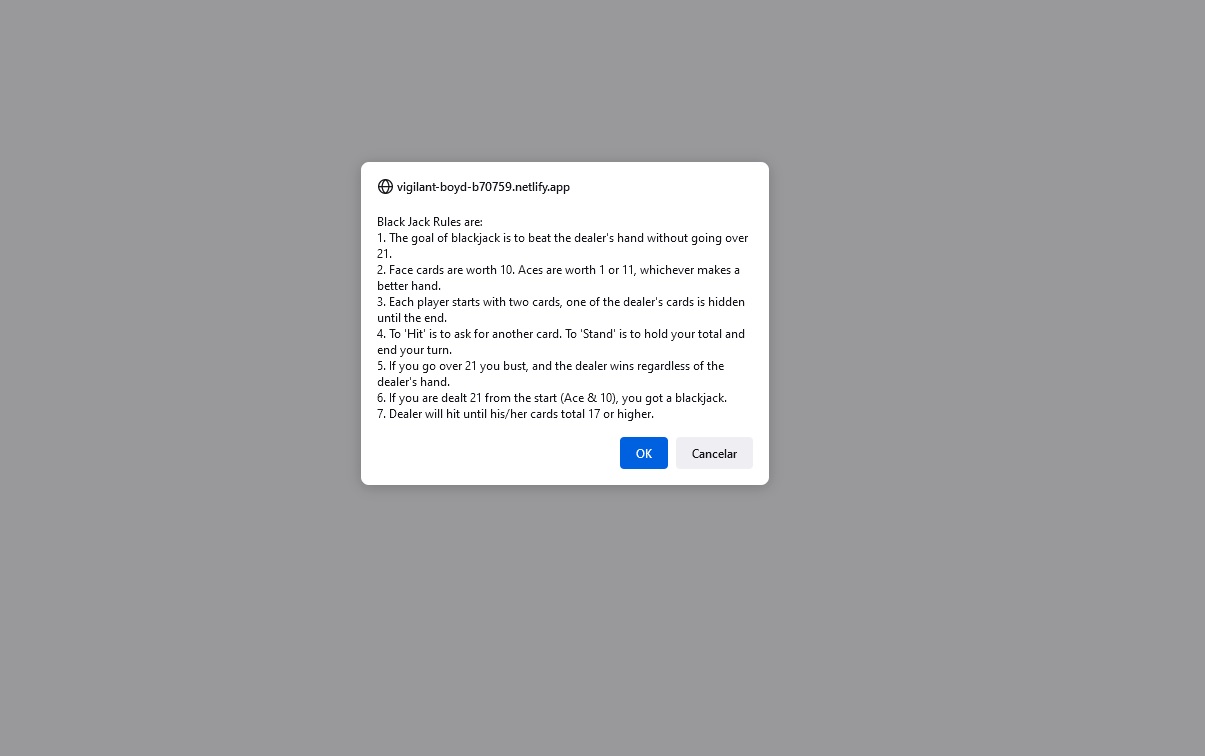 vigilant-boyd-b70759.netlify.app
Black Jack Rules are:
1. The goal of blackjack is to beat the dealer's hand without going over
21.
2. Face cards are worth 10. Aces are worth 1 or 11, whichever makes a
better hand.
3. Each player starts with two cards, one of the dealer's cards is hidden
until the end.
4. To 'Hit' is to ask for another card. To 'Stand' is to hold your total and
end your turn.
5. If you go over 21 you bust, and the dealer wins regardless of the
dealer's hand.
6. If you are dealt 21 from the start (Ace & 10), you got a blackjack.
7. Dealer will hit until his/her cards total 17 or higher.
OK Cancelar